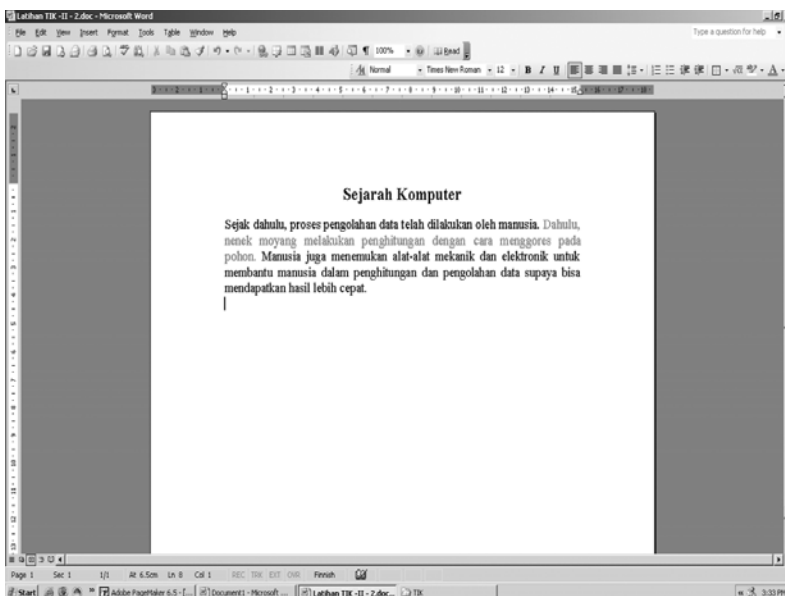 Latihan TIK -II - 2.doc - Microsoft Word
File Edit View Insert Format Tools Table Window Help Type a question for help
100% Read
Normal Times New Roman 12 B I U
Sejarah Komputer
Sejak dahulu, proses pengolahan data telah dilakukan oleh manusia. Dahulu,
nenek moyang melakukan penghitungan dengan cara menggores pada
pohon. Manusia juga menemukan alat-alat mekanik dan elektronik untuk
membantu manusia dalam penghitungan dan pengolahan data supaya bisa
mendapatkan hasil lebih cepat.
Page 1 Sec 1 1/1 At 6.5cm Ln 8 Col 1 REC TRK EXT OVR Finnish
Start Adobe PageMaker 6.5 - [... Document1 - Microsoft ... Latihan TIK -II - 2.doc... TIK 3:33 PM